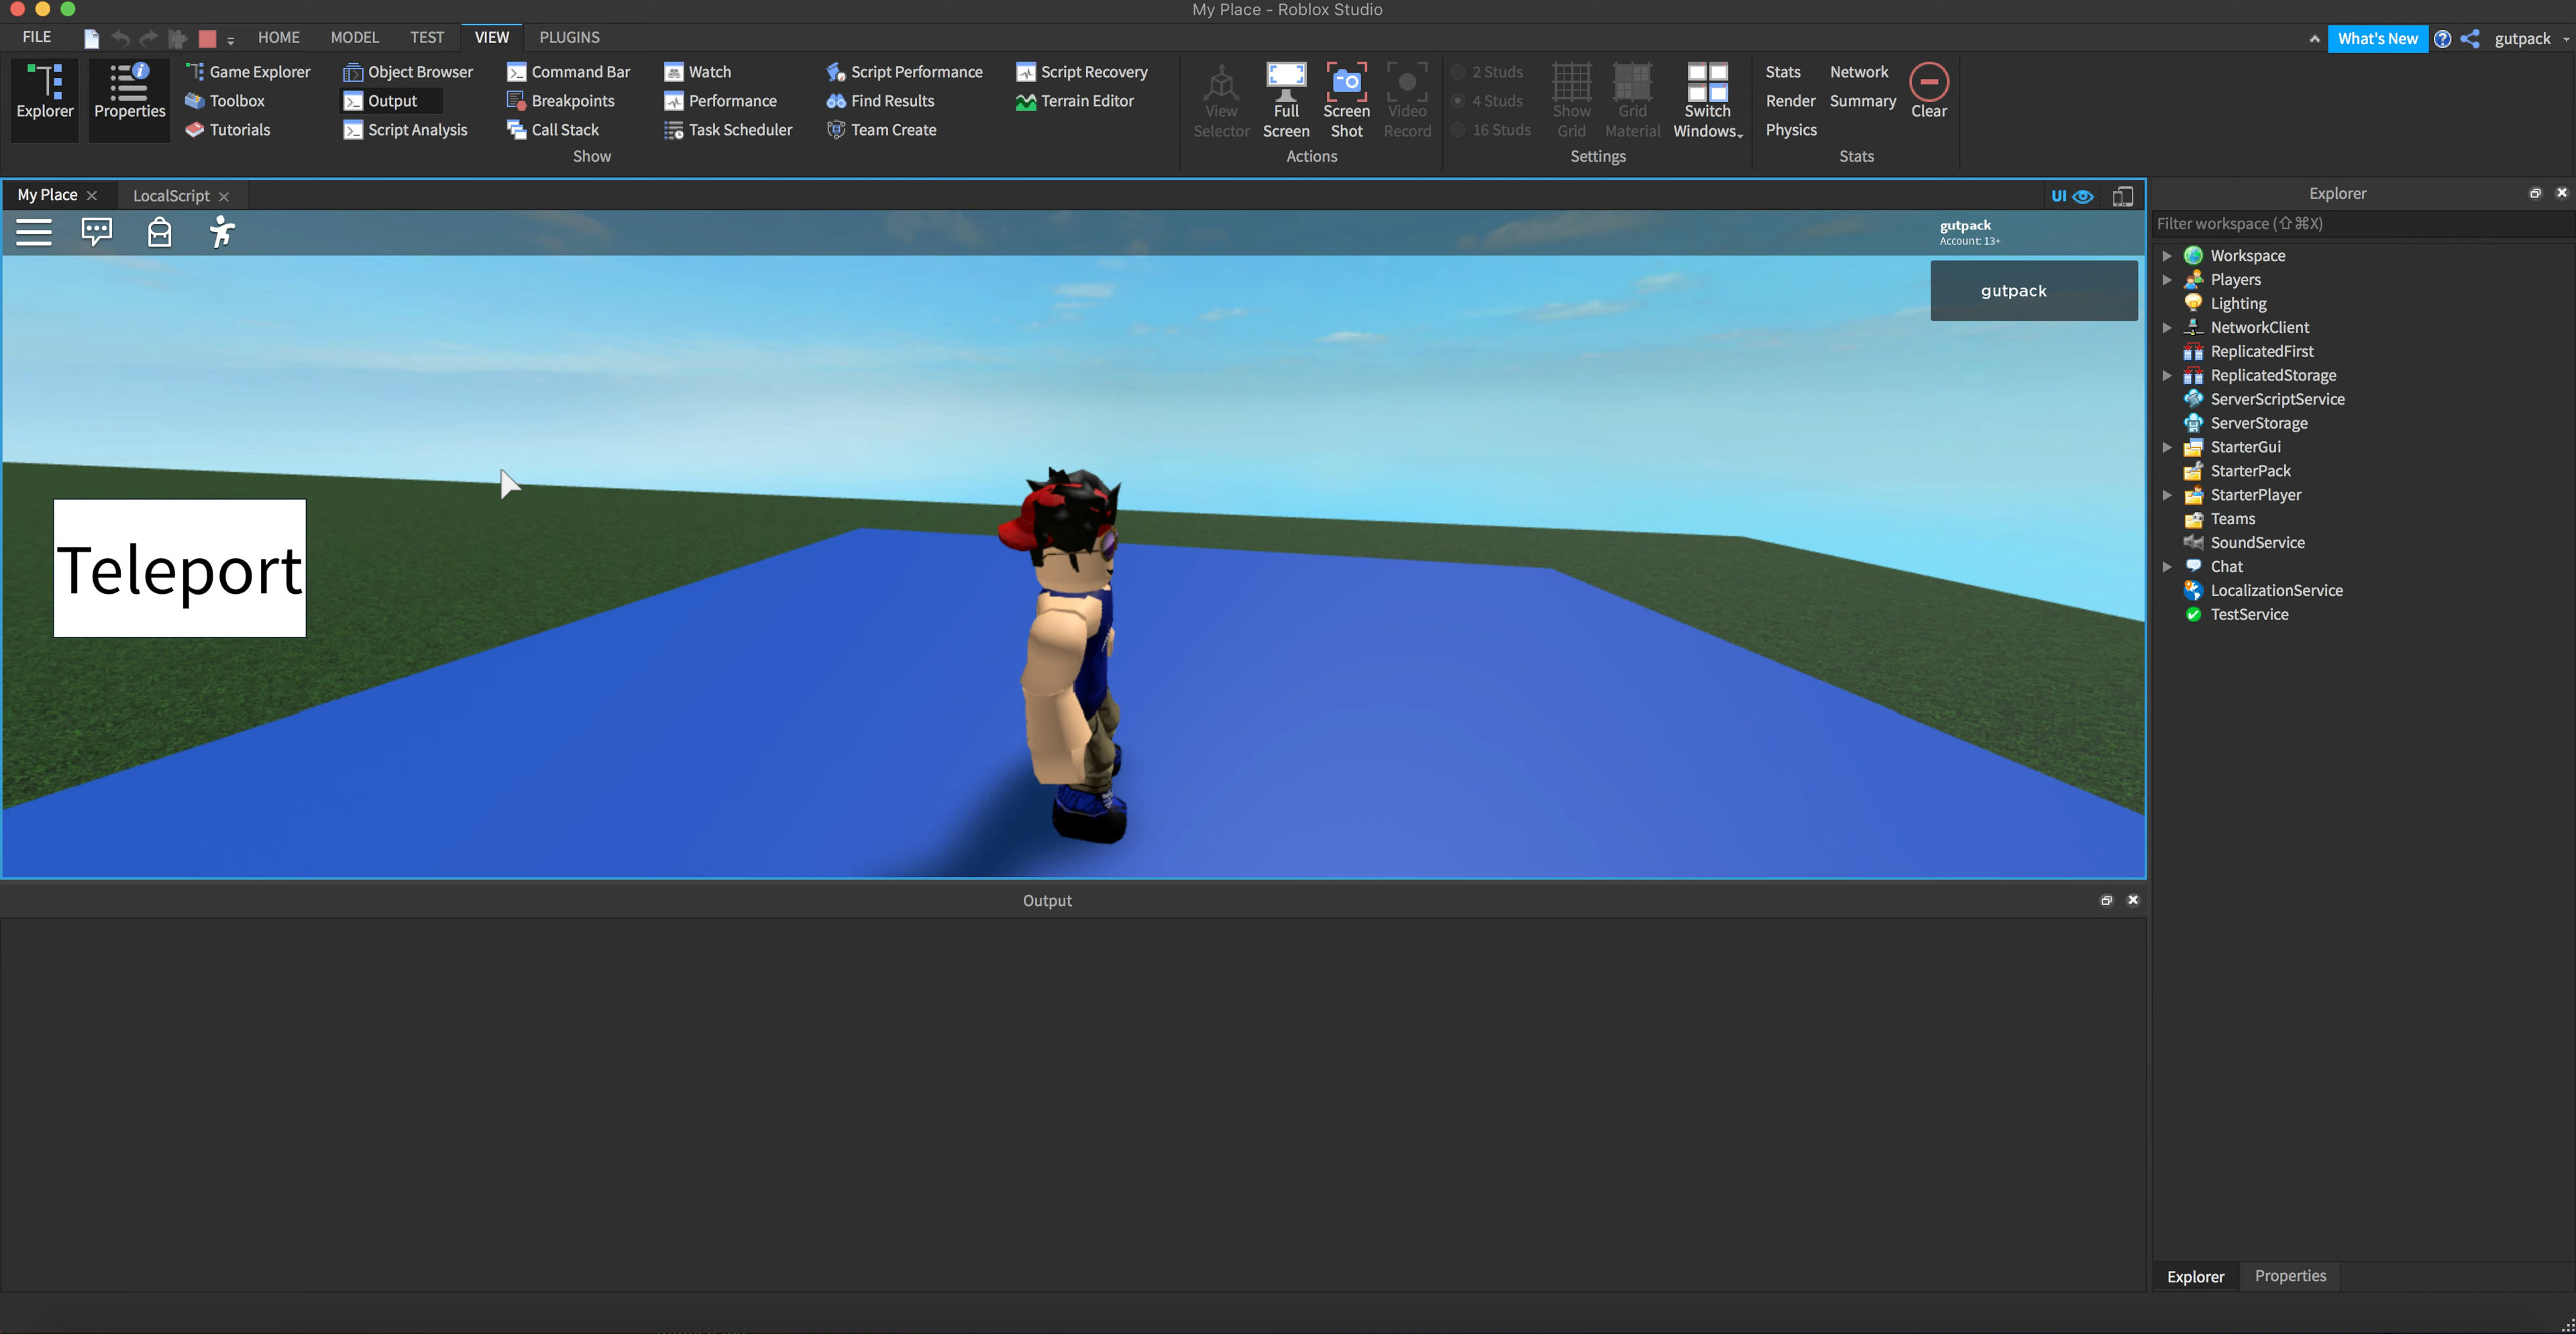 My Place - Roblox Studio
FILE HOME MODEL TEST VIEW PLUGINS What's New gutpack
Explorer Properties Game Explorer Object Browser Command Bar Watch Script Performance Script Recovery
Toolbox Output Breakpoints Performance Find Results Terrain Editor
Tutorials Script Analysis Call Stack Task Scheduler Team Create
Show
View Selector Full Screen Screen Shot Video Record
Actions
2 Studs
4 Studs
16 Studs
Show Grid Grid Material Switch Windows
Settings
Stats Network
Render Summary
Physics
Clear
Stats
My Place LocalScript UI
gutpack
Account: 13+
gutpack
Teleport
Output
Explorer
Filter workspace (⇧⌘X)
Workspace
Players
Lighting
NetworkClient
ReplicatedFirst
ReplicatedStorage
ServerScriptService
ServerStorage
StarterGui
StarterPack
StarterPlayer
Teams
SoundService
Chat
LocalizationService
TestService
Explorer Properties